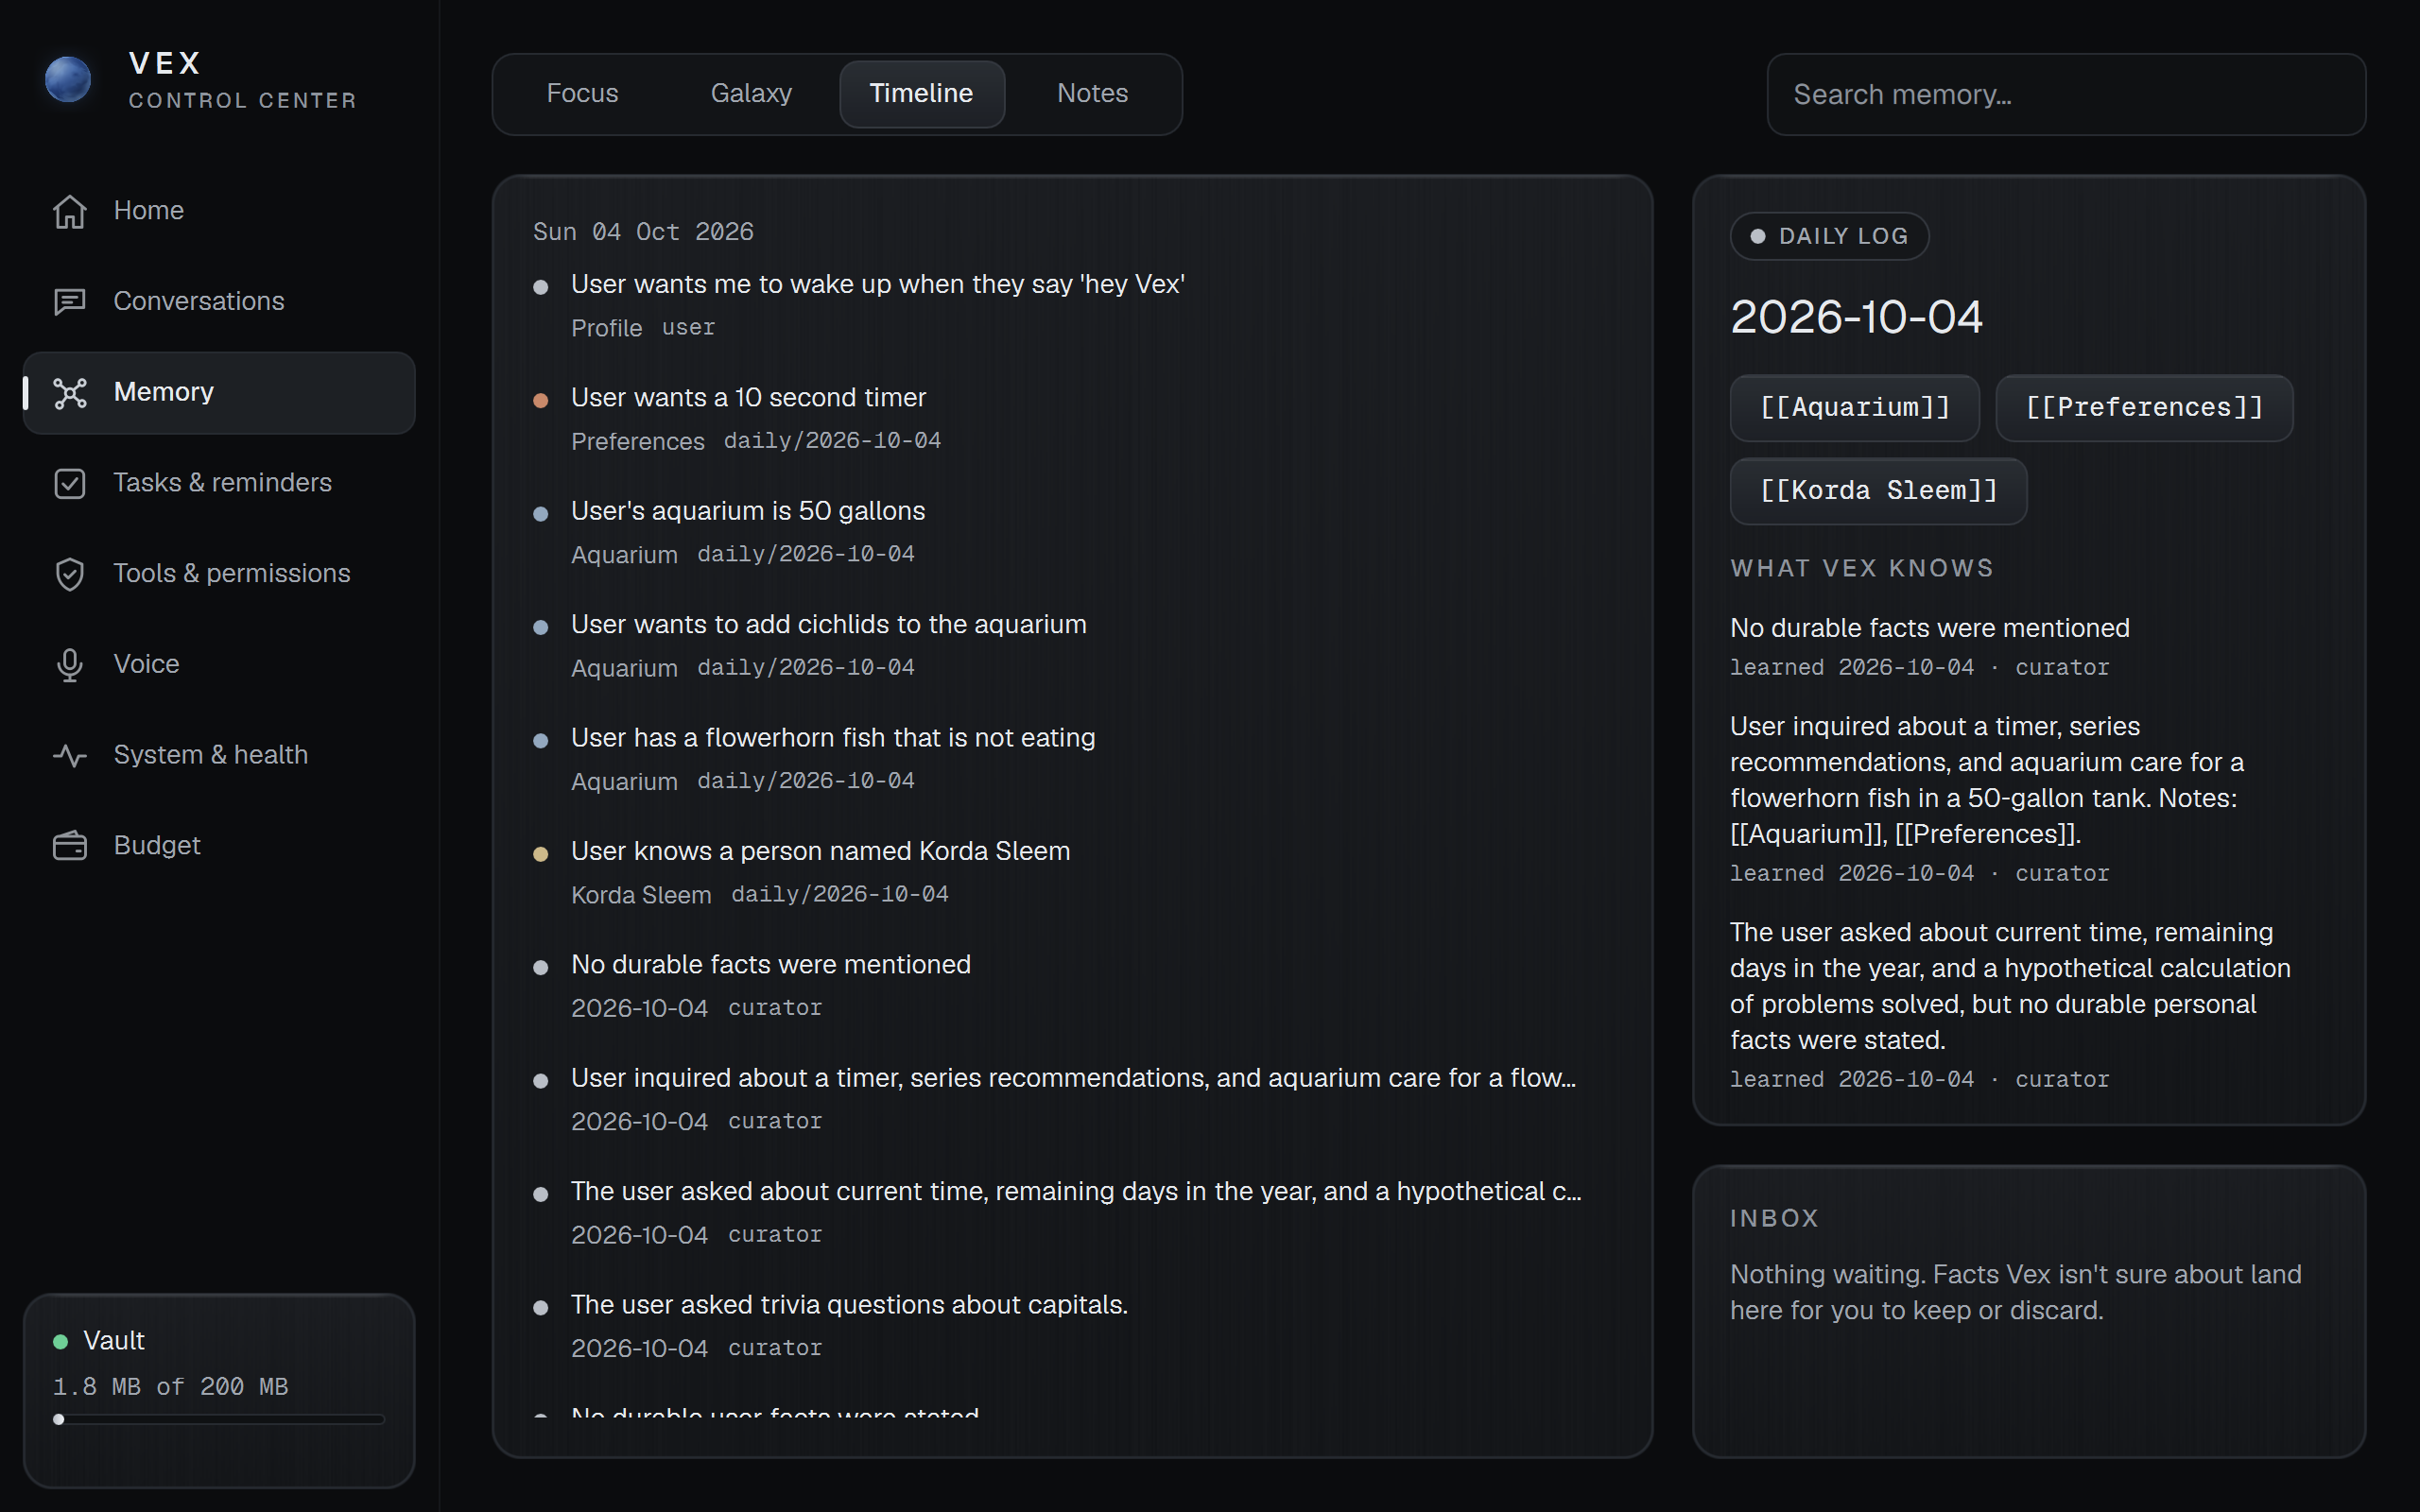 VEX
CONTROL CENTER
Home
Conversations
Memory
Tasks & reminders
Tools & permissions
Voice
System & health
Budget
Vault
1.8 MB of 200 MB
Focus
Galaxy
Timeline
Notes
Search memory...
Sun 04 Oct 2026
User wants me to wake up when they say 'hey Vex'
Profile user
User wants a 10 second timer
Preferences daily/2026-10-04
User's aquarium is 50 gallons
Aquarium daily/2026-10-04
User wants to add cichlids to the aquarium
Aquarium daily/2026-10-04
User has a flowerhorn fish that is not eating
Aquarium daily/2026-10-04
User knows a person named Korda Sleem
Korda Sleem daily/2026-10-04
No durable facts were mentioned
2026-10-04 curator
User inquired about a timer, series recommendations, and aquarium care for a flow...
2026-10-04 curator
The user asked about current time, remaining days in the year, and a hypothetical c...
2026-10-04 curator
The user asked trivia questions about capitals.
2026-10-04 curator
No durable user facts were stated
DAILY LOG
2026-10-04
[[Aquarium]] [[Preferences]]
[[Korda Sleem]]
WHAT VEX KNOWS
No durable facts were mentioned
learned 2026-10-04 · curator
User inquired about a timer, series
recommendations, and aquarium care for a
flowerhorn fish in a 50-gallon tank. Notes:
[[Aquarium]], [[Preferences]].
learned 2026-10-04 · curator
The user asked about current time, remaining
days in the year, and a hypothetical calculation
of problems solved, but no durable personal
facts were stated.
learned 2026-10-04 · curator
INBOX
Nothing waiting. Facts Vex isn't sure about land
here for you to keep or discard.